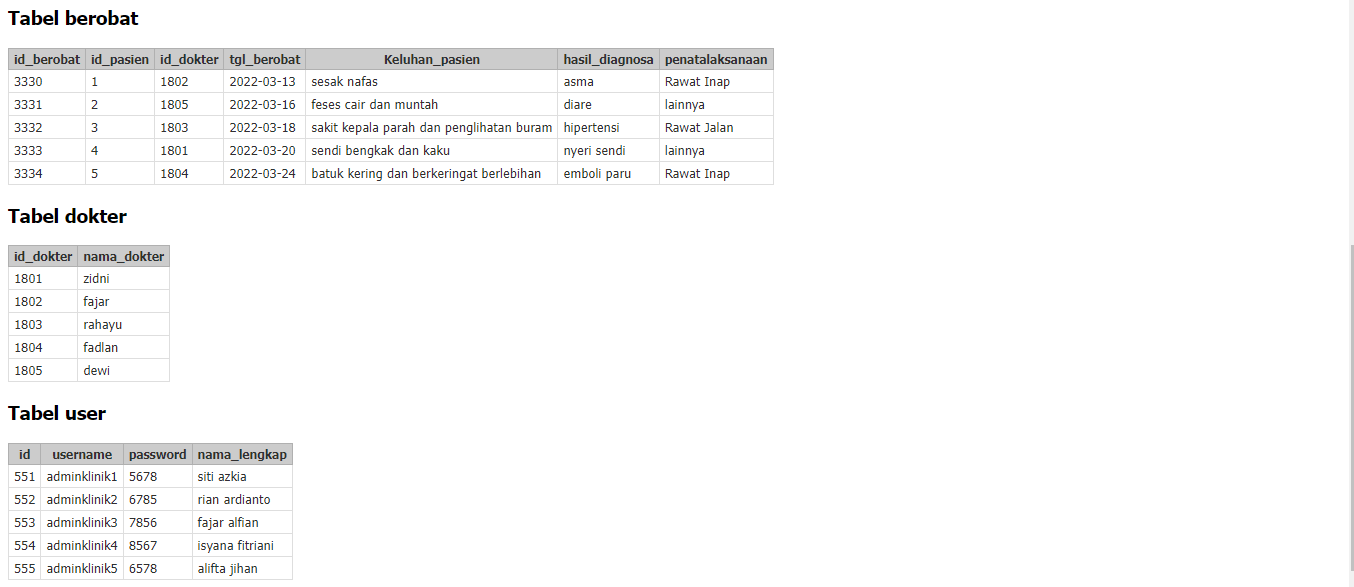 Tabel berobat
id_berobat id_pasien id_dokter tgl_berobat Keluhan_pasien hasil_diagnosa penatalaksanaan
3330 1 1802 2022-03-13 sesak nafas asma Rawat Inap
3331 2 1805 2022-03-16 feses cair dan muntah diare lainnya
3332 3 1803 2022-03-18 sakit kepala parah dan penglihatan buram hipertensi Rawat Jalan
3333 4 1801 2022-03-20 sendi bengkak dan kaku nyeri sendi lainnya
3334 5 1804 2022-03-24 batuk kering dan berkeringat berlebihan emboli paru Rawat Inap
Tabel dokter
id_dokter nama_dokter
1801 zidni
1802 fajar
1803 rahayu
1804 fadlan
1805 dewi
Tabel user
id username password nama_lengkap
551 adminklinik1 5678 siti azkia
552 adminklinik2 6785 rian ardianto
553 adminklinik3 7856 fajar alfian
554 adminklinik4 8567 isyana fitriani
555 adminklinik5 6578 alifta jihan